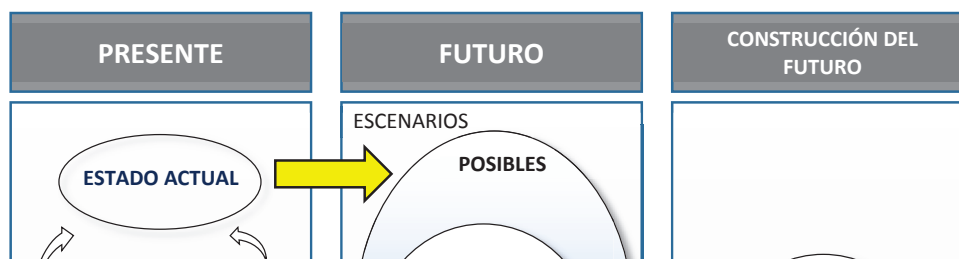 PRESENTE
FUTURO
CONSTRUCCIÓN DEL
FUTURO
ESTADO ACTUAL
ESCENARIOS
POSIBLES